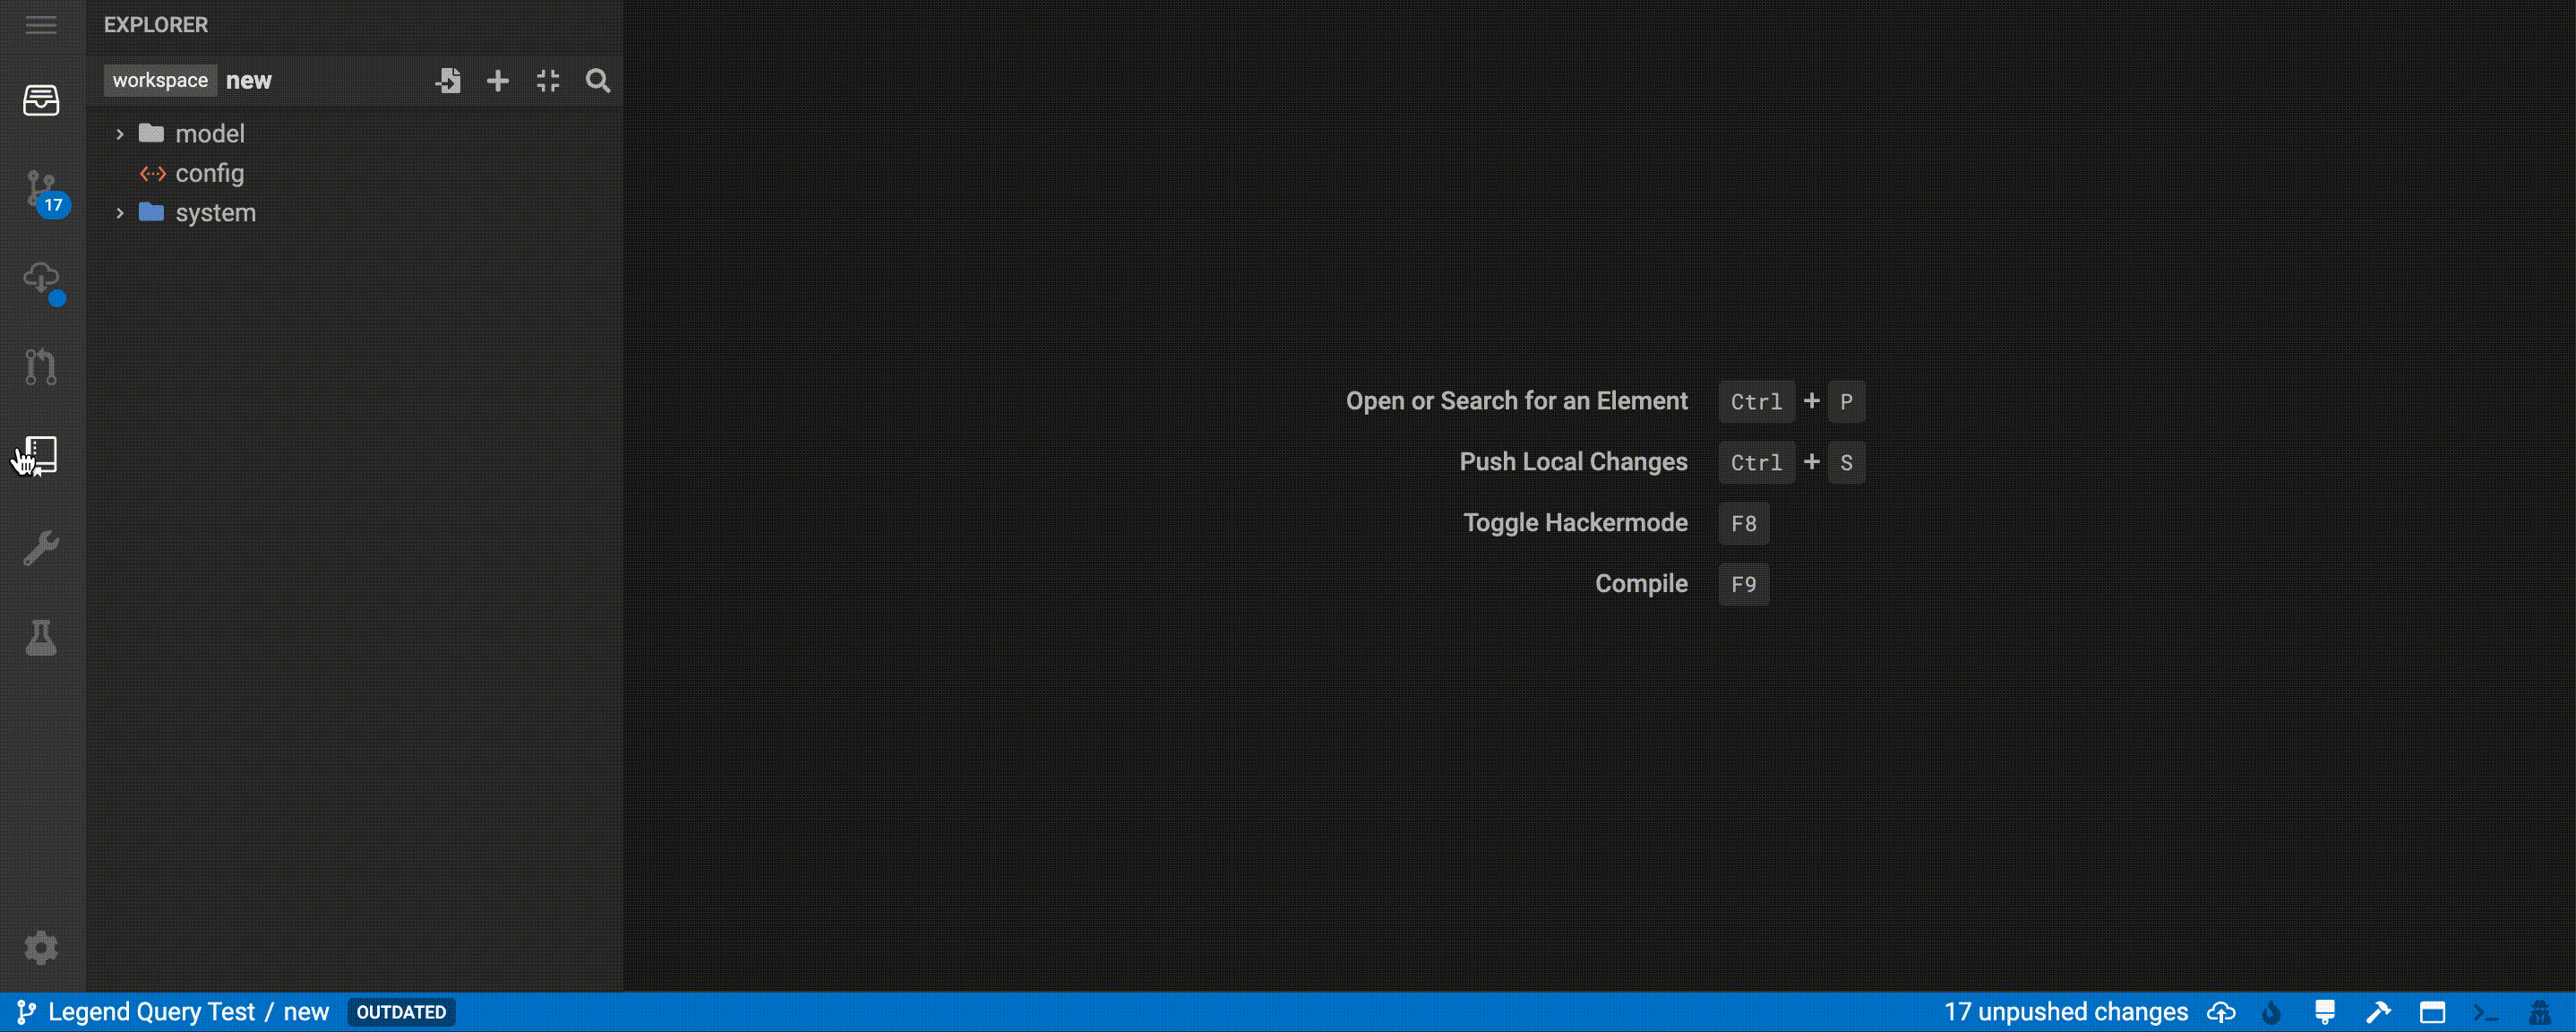 EXPLORER
workspace new
model
config
system
17
Open or Search for an Element Ctrl + P
Push Local Changes Ctrl + S
Toggle Hackermode F8
Compile F9
Legend Query Test / new OUTDATED
17 unpushed changes